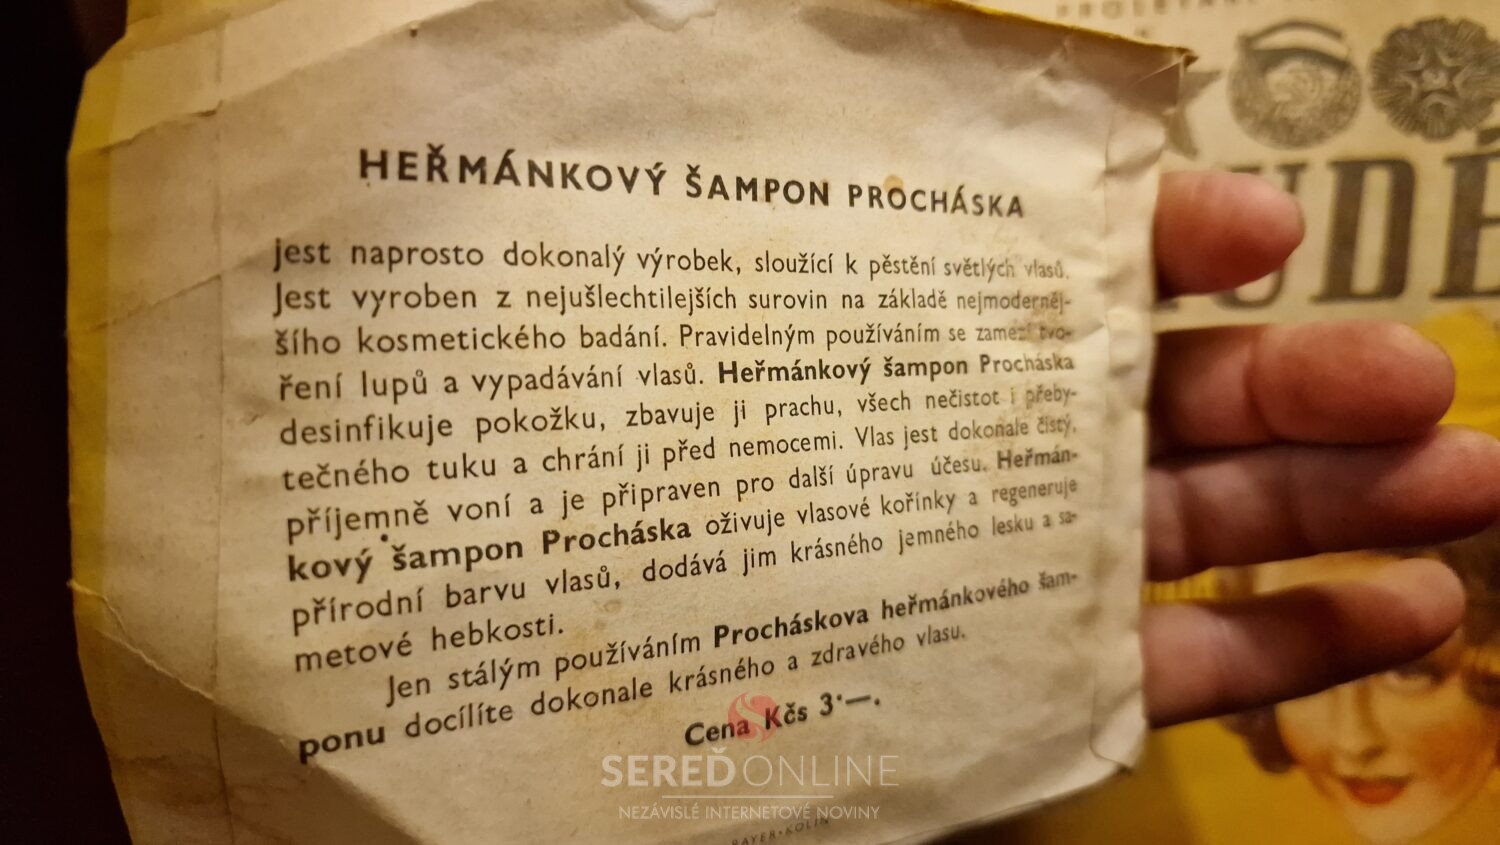 HEŘMÁNKOVÝ ŠAMPON PROCHÁSKA
jest naprosto dokonalý výrobek, sloužící k pěstění světlých vlasů.
Jest vyroben z nejušlechtilejších surovin na základě nejmoderněj-
šího kosmetického badání. Pravidelným používáním se zamezí tvo-
ření lupů a vypadávání vlasů. Heřmánkový šampon Procháska
desinfikuje pokožku, zbavuje ji prachu, všech nečistot i přeby-
tečného tuku a chrání ji před nemocemi. Vlas jest dokonale čistý,
příjemně voní a je připraven pro další úpravu účesu. Heřmán-
kový šampon Procháska oživuje vlasové kořínky a regeneruje
přírodní barvu vlasů, dodává jim krásného jemného lesku a sa-
metové hebkosti.
Jen stálým používáním Procháskova heřmánkového šam-
ponu docílíte dokonale krásného a zdravého vlasu.
Cena Kčs 3·—.
SEREĎONLINE
NEZÁVISLÉ INTERNETOVÉ NOVINY
BAYER·KOLÍN
UDÉ